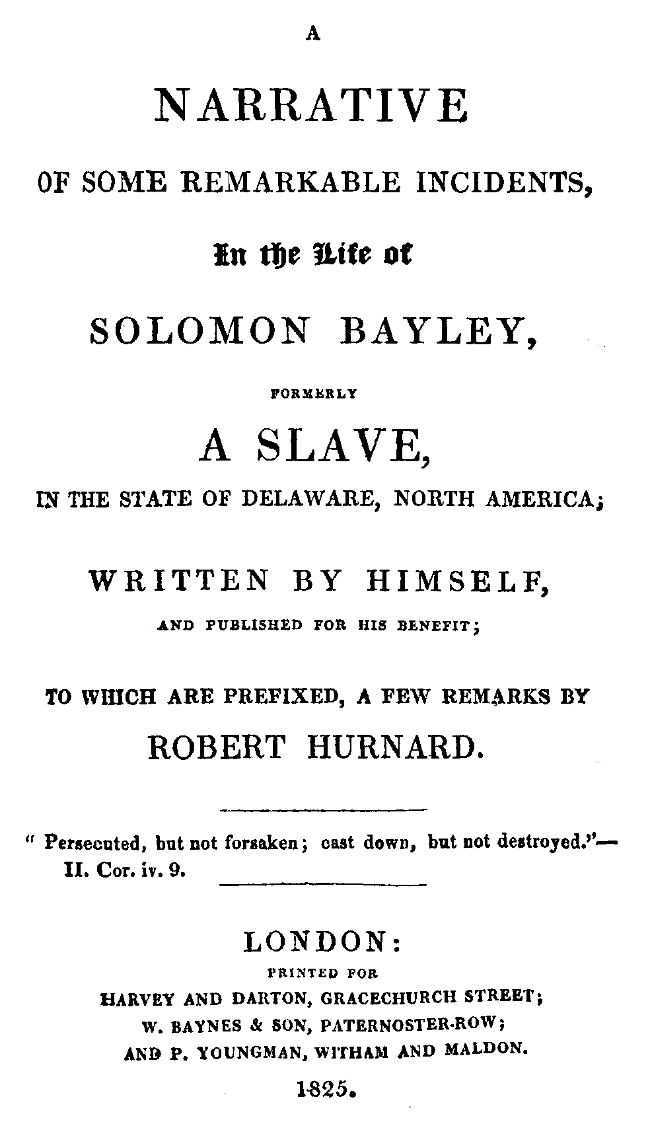 A
NARRATIVE
OF SOME REMARKABLE INCIDENTS,
In the Life of
SOLOMON BAYLEY,
FORMERLY
A SLAVE,
IN THE STATE OF DELAWARE, NORTH AMERICA;
WRITTEN BY HIMSELF,
AND PUBLISHED FOR HIS BENEFIT;
TO WHICH ARE PREFIXED, A FEW REMARKS BY
ROBERT HURNARD.
“ Persecuted, but not forsaken; cast down, but not destroyed.”—
II. Cor. iv. 9.
LONDON:
PRINTED FOR
HARVEY AND DARTON, GRACECHURCH STREET;
W. BAYNES & SON, PATERNOSTER-ROW;
AND P. YOUNGMAN, WITHAM AND MALDON.
1825.